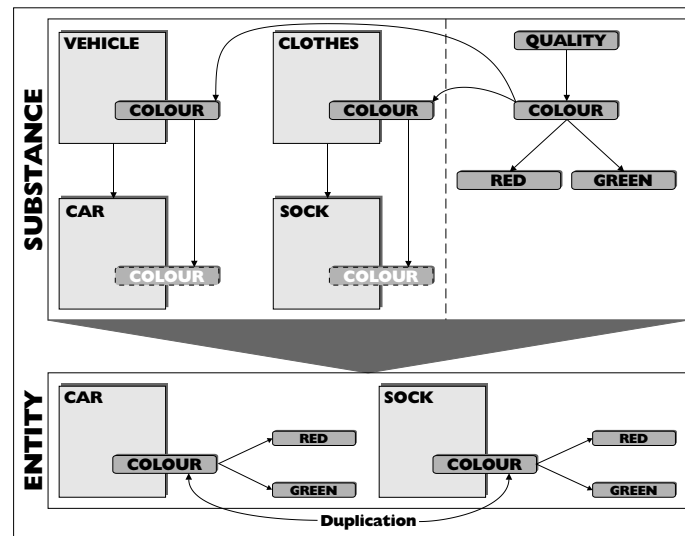 SUBSTANCE
VEHICLE
CLOTHES
QUALITY
COLOUR
COLOUR
COLOUR
RED
GREEN
CAR
SOCK
COLOUR
COLOUR
ENTITY
CAR
SOCK
RED
RED
COLOUR
COLOUR
GREEN
GREEN
Duplication